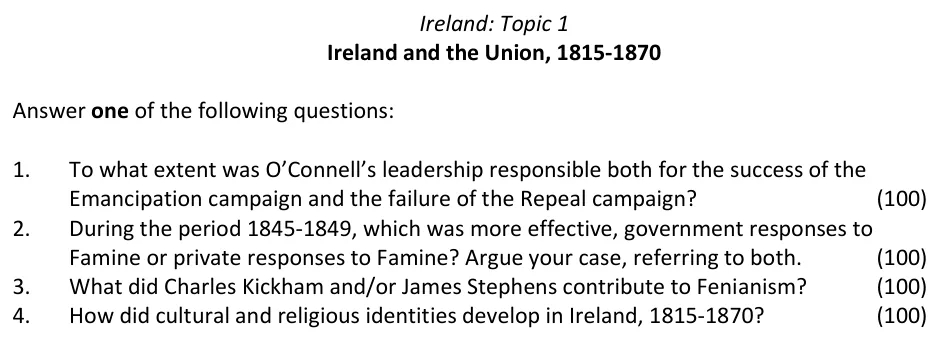 Ireland: Topic 1
Ireland and the Union, 1815-1870
Answer one of the following questions:
1. To what extent was O’Connell’s leadership responsible both for the success of the
Emancipation campaign and the failure of the Repeal campaign? (100)
2. During the period 1845-1849, which was more effective, government responses to
Famine or private responses to Famine? Argue your case, referring to both. (100)
3. What did Charles Kickham and/or James Stephens contribute to Fenianism? (100)
4. How did cultural and religious identities develop in Ireland, 1815-1870? (100)